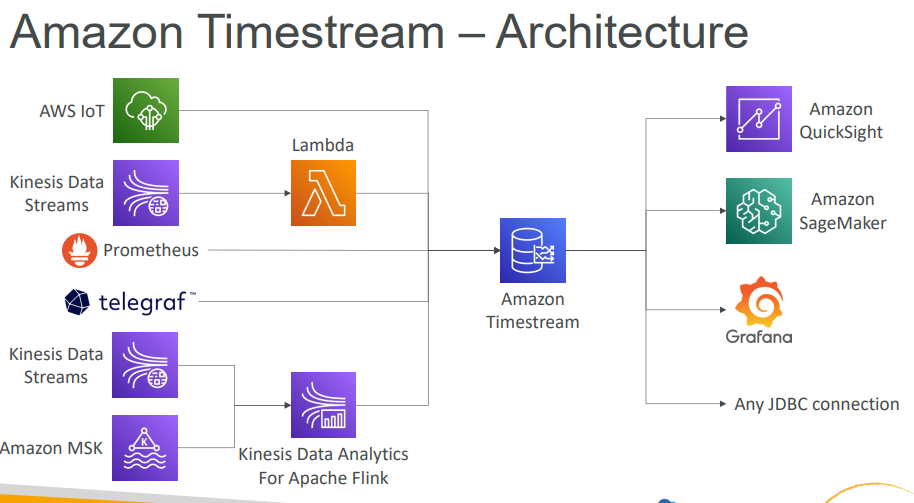 Amazon Timestream – Architecture
AWS IoT
Lambda
Kinesis Data
Streams
Prometheus
telegraf™
Kinesis Data
Streams
Amazon MSK
K
Kinesis Data Analytics
For Apache Flink
Amazon
Timestream
Amazon
QuickSight
Amazon
SageMaker
Grafana
Any JDBC connection